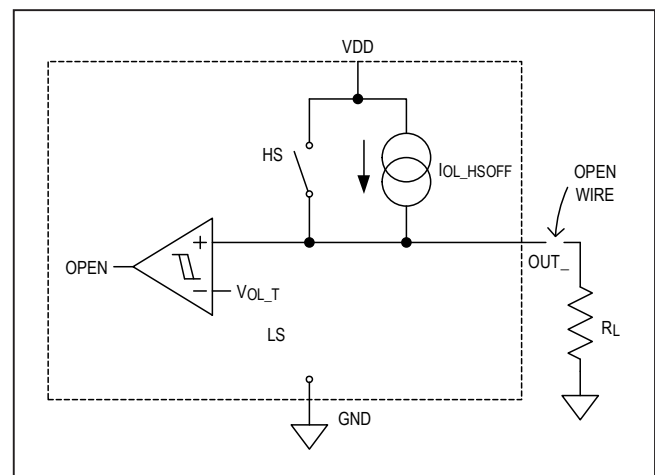 VDD
HS
IOL_HSOFF
OPEN
WIRE
+
OPEN
OUT_
−
VOL_T
RL
LS
GND